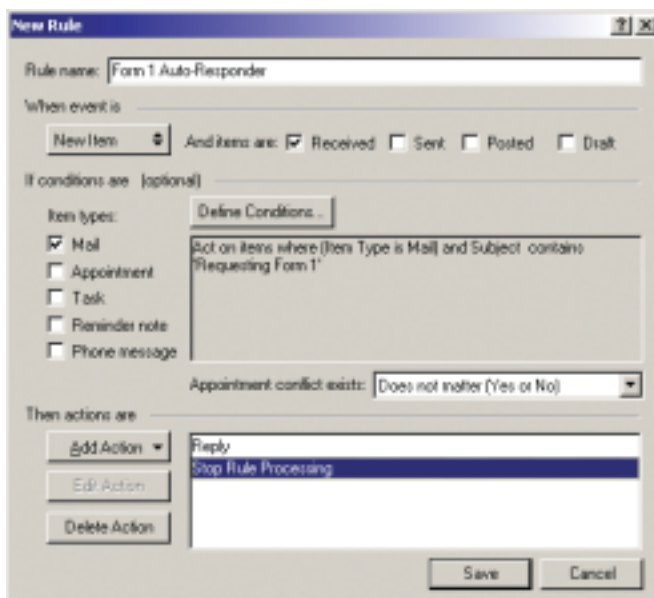 New Rule
Rule name: Form 1 Auto-Responder
When event is
New Item And items are: Received Sent Posted Draft
If conditions are (optional)
Item types: Define Conditions...
Mail
Appointment
Task
Reminder note
Phone message
Act on items where (Item Type is Mail) and Subject contains
"Requesting Form 1"
Appointment conflict exists: Does not matter (Yes or No)
Then actions are
Add Action
Edit Action
Delete Action
Reply
Stop Rule Processing
Save Cancel